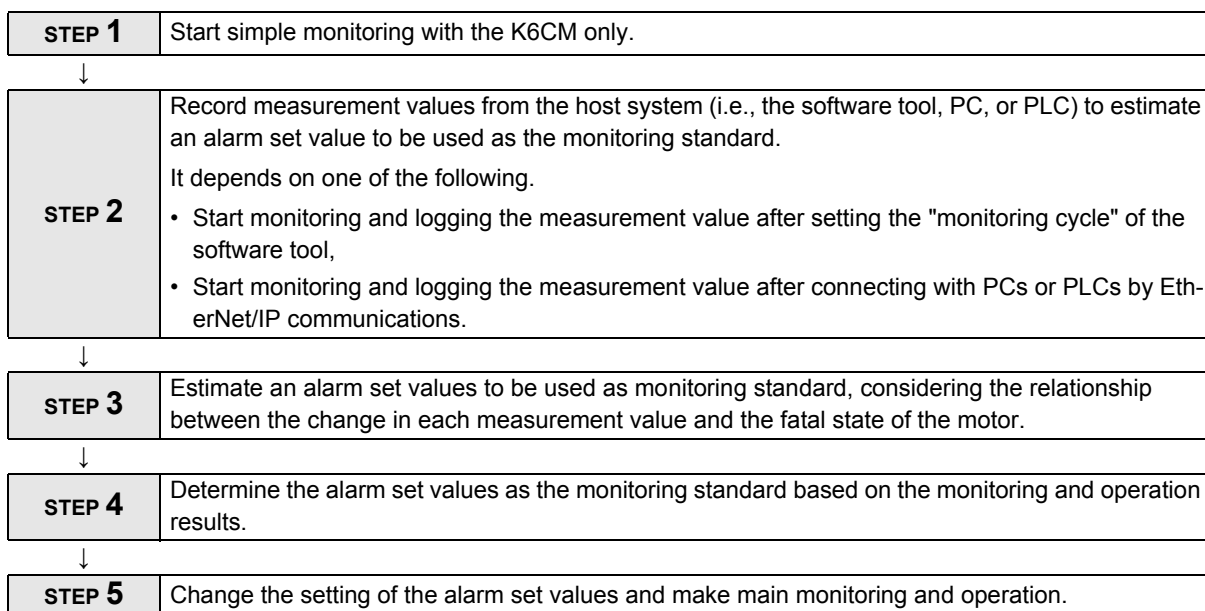 STEP 1 Start simple monitoring with the K6CM only.
↓
Record measurement values from the host system (i.e., the software tool, PC, or PLC) to estimate
an alarm set value to be used as the monitoring standard.
It depends on one of the following.
STEP 2
• Start monitoring and logging the measurement value after setting the "monitoring cycle" of the
software tool,
• Start monitoring and logging the measurement value after connecting with PCs or PLCs by Eth-
erNet/IP communications.
↓
STEP 3
Estimate an alarm set values to be used as monitoring standard, considering the relationship
between the change in each measurement value and the fatal state of the motor.
↓
STEP 4
Determine the alarm set values as the monitoring standard based on the monitoring and operation
results.
↓
STEP 5 Change the setting of the alarm set values and make main monitoring and operation.